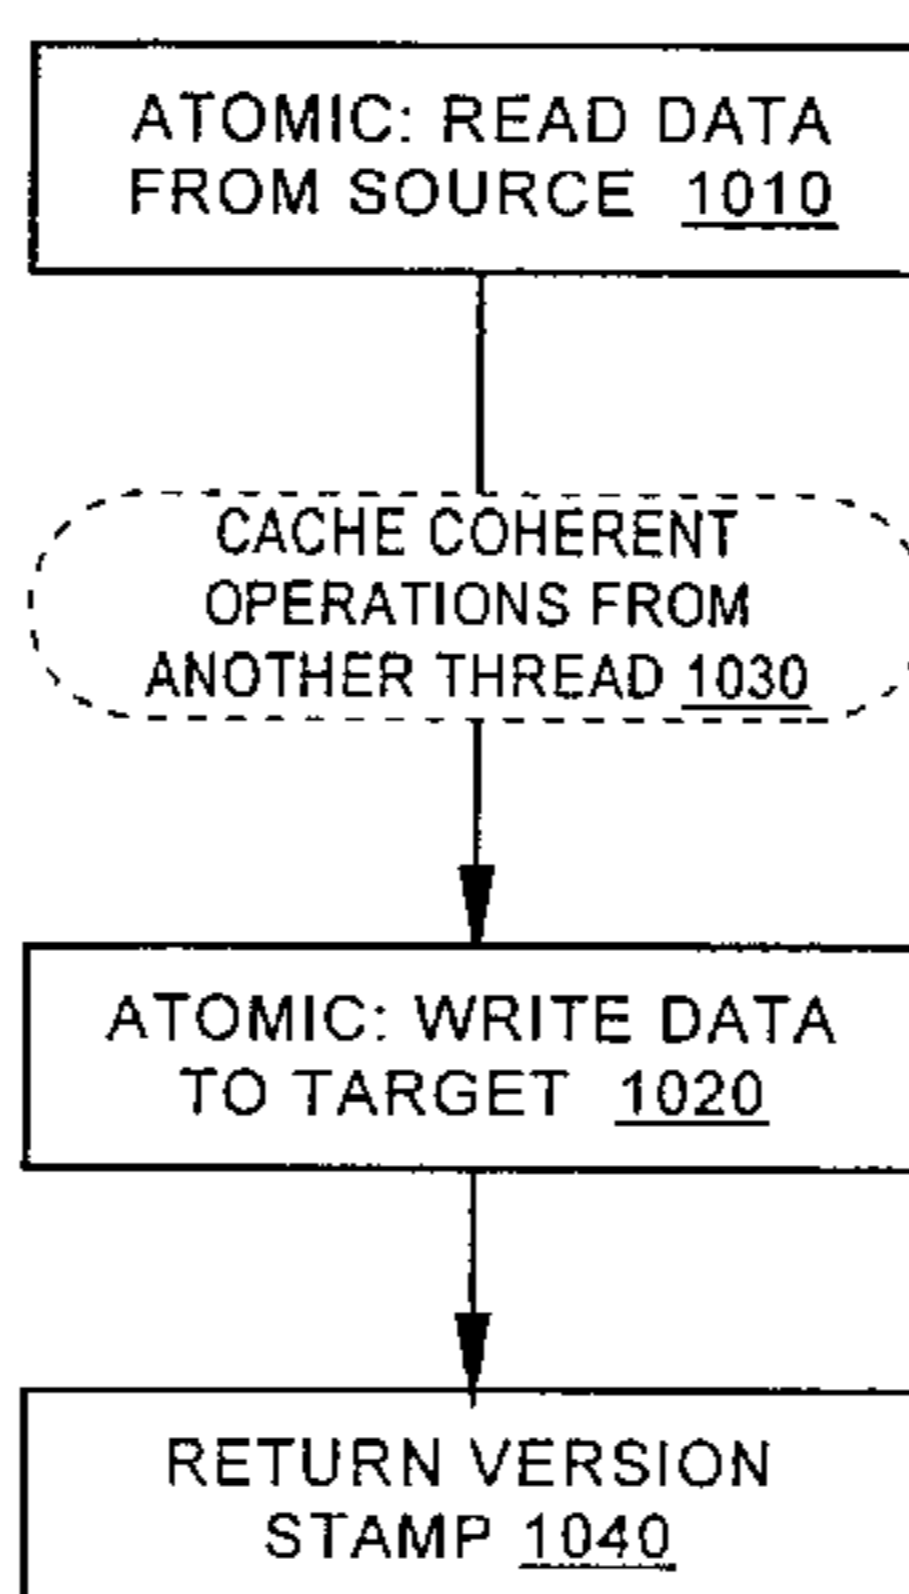 ATOMIC: READ DATA
FROM SOURCE 1010
CACHE COHERENT
OPERATIONS FROM
ANOTHER THREAD 1030
ATOMIC: WRITE DATA
TO TARGET 1020
RETURN VERSION
STAMP 1040